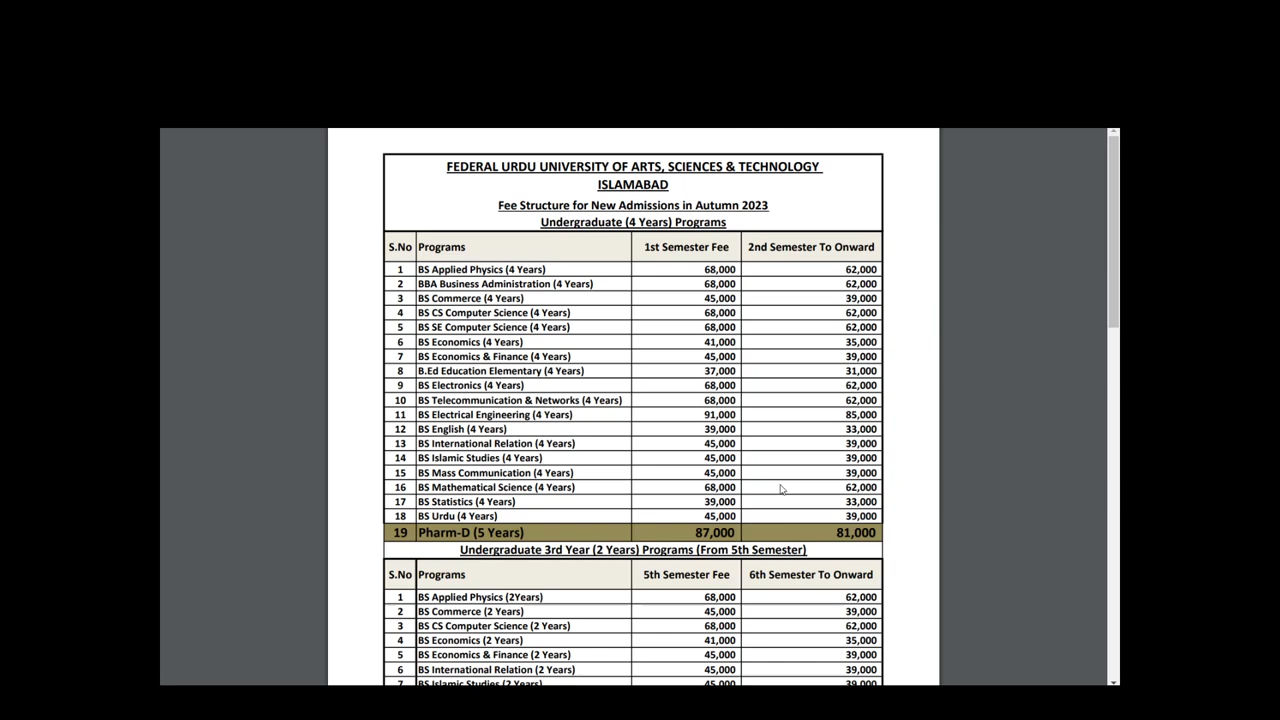 FEDERAL URDU UNIVERSITY OF ARTS, SCIENCES & TECHNOLOGY
ISLAMABAD
Fee Structure for New Admissions in Autumn 2023
Undergraduate (4 Years) Programs
S.No Programs 1st Semester Fee 2nd Semester To Onward
1 BS Applied Physics (4 Years) 68,000 62,000
2 BBA Business Administration (4 Years) 68,000 62,000
3 BS Commerce (4 Years) 45,000 39,000
4 BS CS Computer Science (4 Years) 68,000 62,000
5 BS SE Computer Science (4 Years) 68,000 62,000
6 BS Economics (4 Years) 41,000 35,000
7 BS Economics & Finance (4 Years) 45,000 39,000
8 B.Ed Education Elementary (4 Years) 37,000 31,000
9 BS Electronics (4 Years) 68,000 62,000
10 BS Telecommunication & Networks (4 Years) 68,000 62,000
11 BS Electrical Engineering (4 Years) 91,000 85,000
12 BS English (4 Years) 39,000 33,000
13 BS International Relation (4 Years) 45,000 39,000
14 BS Islamic Studies (4 Years) 45,000 39,000
15 BS Mass Communication (4 Years) 45,000 39,000
16 BS Mathematical Science (4 Years) 68,000 62,000
17 BS Statistics (4 Years) 39,000 33,000
18 BS Urdu (4 Years) 45,000 39,000
19 Pharm-D (5 Years) 87,000 81,000
Undergraduate 3rd Year (2 Years) Programs (From 5th Semester)
S.No Programs 5th Semester Fee 6th Semester To Onward
1 BS Applied Physics (2Years) 68,000 62,000
2 BS Commerce (2 Years) 45,000 39,000
3 BS CS Computer Science (2 Years) 68,000 62,000
4 BS Economics (2 Years) 41,000 35,000
5 BS Economics & Finance (2 Years) 45,000 39,000
6 BS International Relation (2 Years) 45,000 39,000
7 BS Islamic Studies (2 Years) 45,000 39,000